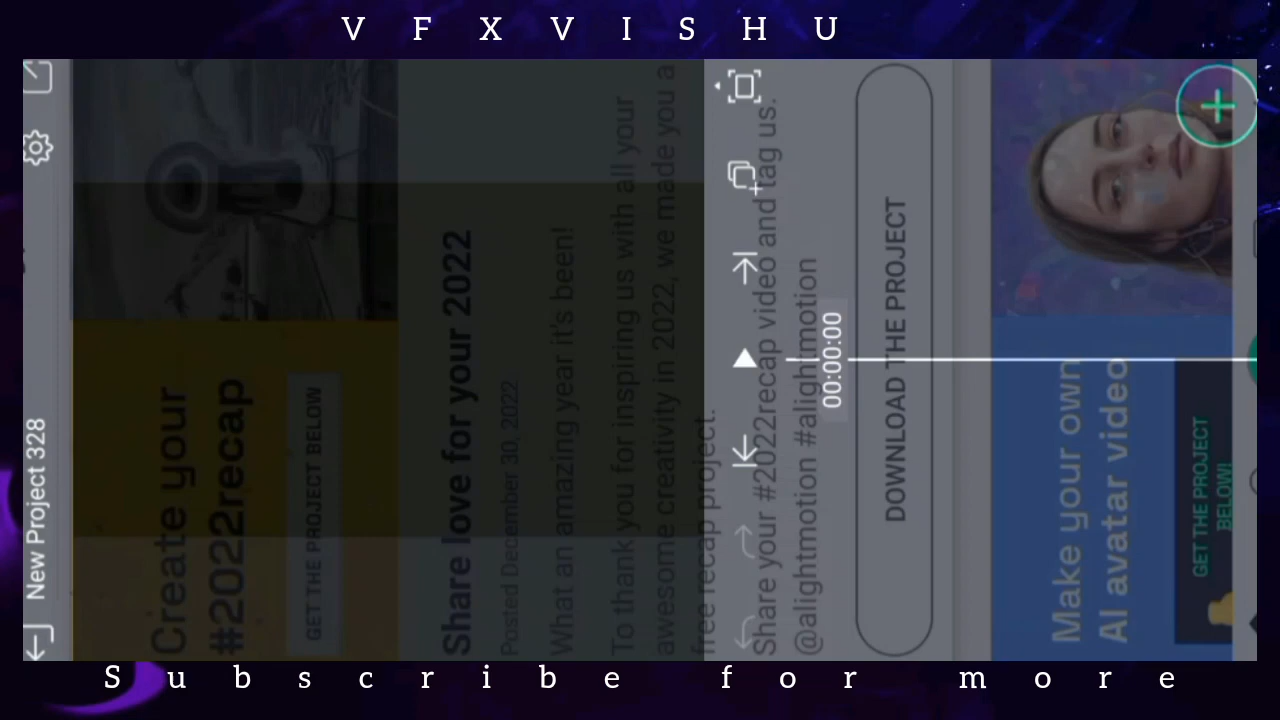 V F X V I S H U
New Project 328
Create your
#2022recap
GET THE PROJECT BELOW
Share love for your 2022
Posted December 30, 2022
What an amazing year it's been!
To thank you for inspiring us with all your
awesome creativity in 2022, we made you a
free recap project.
Share your #2022recap video and tag us.
@alightmotion #alightmotion
00:00:00
DOWNLOAD THE PROJECT
Make your own
AI avatar video
GET THE PROJECT
BELOW!
S u b s c r i b e f o r m o r e